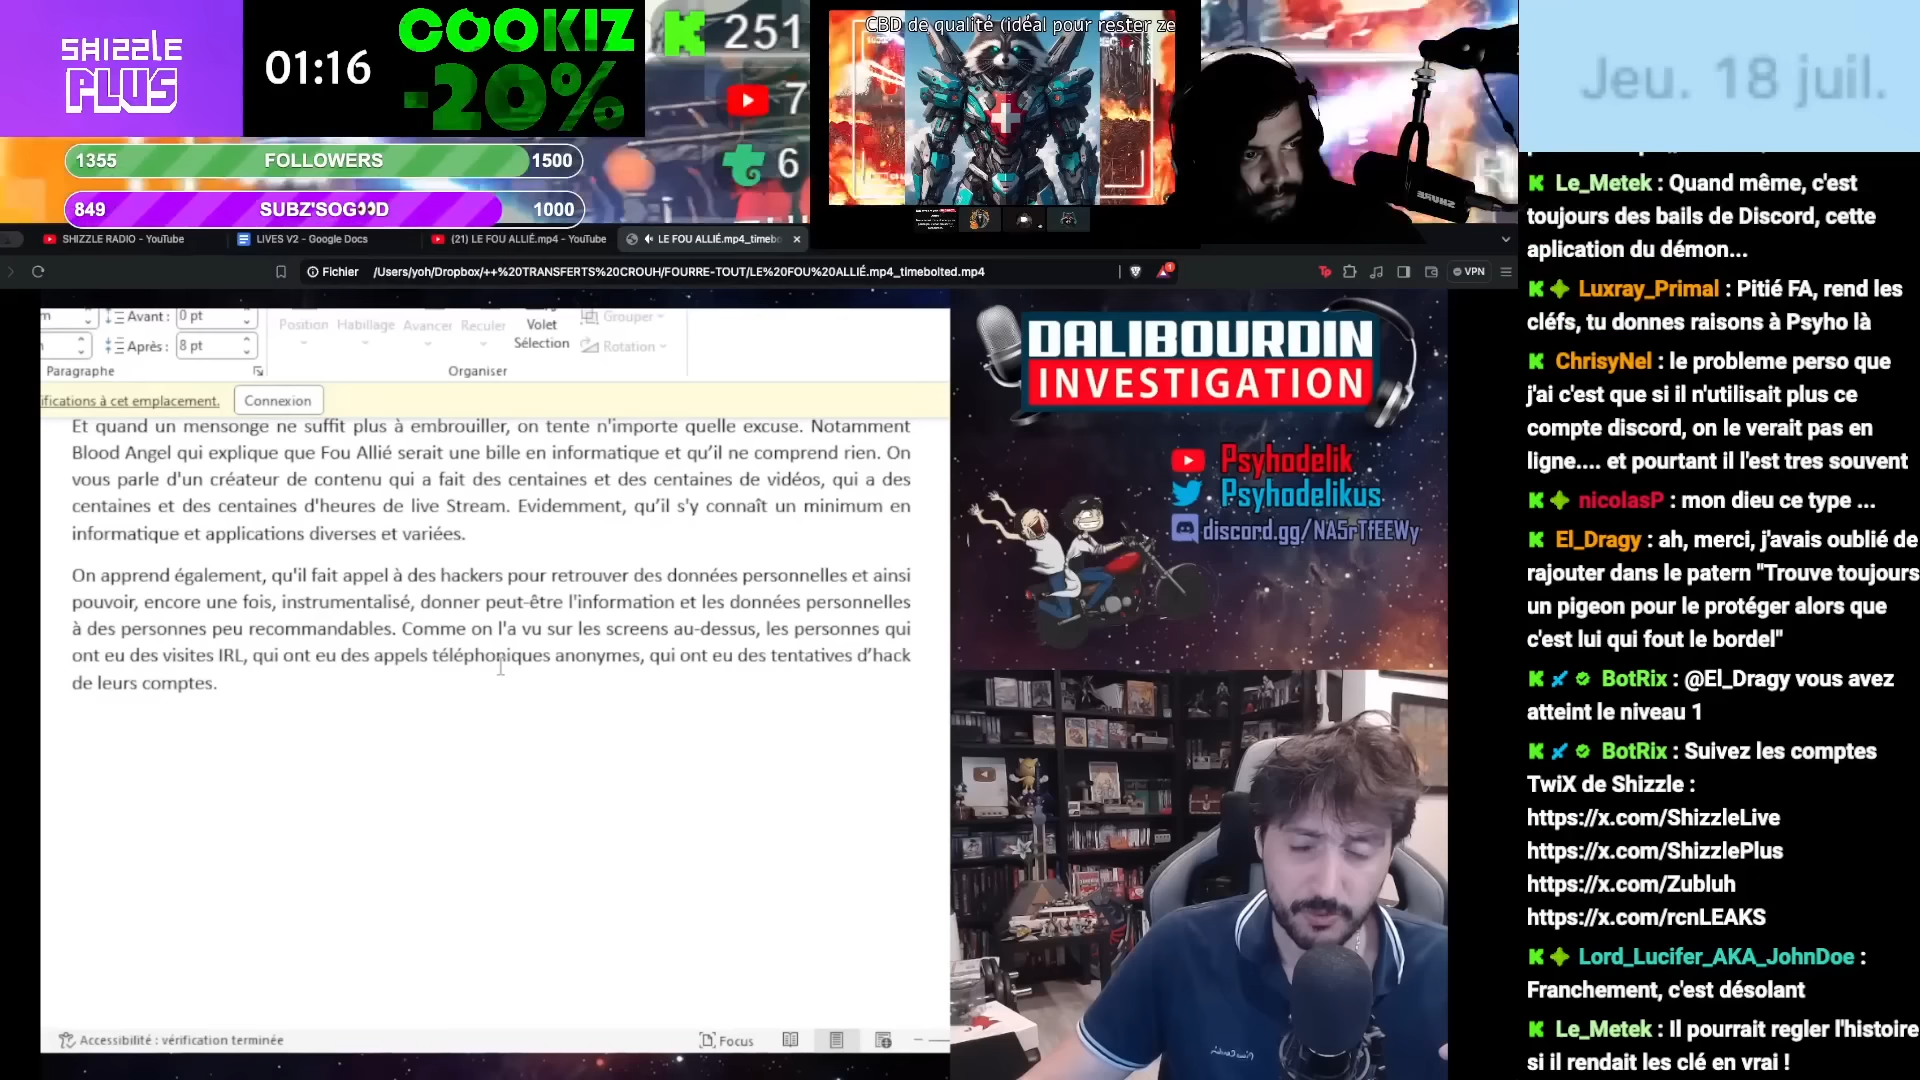 SHIZZLE
PLUS
01:16
COOKIZ
-20%
251
7
6
1355 FOLLOWERS 1500
849 SUBZ'SOG👀D 1000
CBD de qualité (idéal pour rester ze
Jeu. 18 juil.
SHIZZLE RADIO - YouTube
LIVES V2 - Google Docs
(21) LE FOU ALLIÉ.mp4 - YouTube
LE FOU ALLIÉ.mp4_timebo
Fichier /Users/yoh/Dropbox/++%20TRANSFERTS%20CROUH/FOURRE-TOUT/LE%20FOU%20ALLIÉ.mp4_timebolted.mp4
1
VPN
Avant : 0 pt
Après : 8 pt
Paragraphe
Position
Habillage
Avancer
Reculer
Volet
Sélection
Grouper
Rotation
Organiser
ifications à cet emplacement.
Connexion
Et quand un mensonge ne suffit plus à embrouiller, on tente n'importe quelle excuse. Notamment
Blood Angel qui explique que Fou Allié serait une bille en informatique et qu'il ne comprend rien. On
vous parle d'un créateur de contenu qui a fait des centaines et des centaines de vidéos, qui a des
centaines et des centaines d'heures de live Stream. Evidemment, qu'il s'y connaît un minimum en
informatique et applications diverses et variées.
On apprend également, qu'il fait appel à des hackers pour retrouver des données personnelles et ainsi
pouvoir, encore une fois, instrumentalisé, donner peut-être l'information et les données personnelles
à des personnes peu recommandables. Comme on l'a vu sur les screens au-dessus, les personnes qui
ont eu des visites IRL, qui ont eu des appels téléphoniques anonymes, qui ont eu des tentatives d'hack
de leurs comptes.
Accessibilité : vérification terminée
Focus
DALIBOURDIN
INVESTIGATION
Psyhodelik
Psyhodelikus
discord.gg/NA5rTfEEWy
Le_Metek : Quand même, c'est
toujours des bails de Discord, cette
aplication du démon...
Luxray_Primal : Pitié FA, rend les
cléfs, tu donnes raisons à Psyho là
ChrisyNel : le probleme perso que
j'ai c'est que si il n'utilisait plus ce
compte discord, on le verait pas en
ligne.... et pourtant il l'est tres souvent
nicolasP : mon dieu ce type ...
El_Dragy : ah, merci, j'avais oublié de
rajouter dans le patern "Trouve toujours
un pigeon pour le protéger alors que
c'est lui qui fout le bordel"
BotRix : @El_Dragy vous avez
atteint le niveau 1
BotRix : Suivez les comptes
TwiX de Shizzle :
https://x.com/ShizzleLive
https://x.com/ShizzlePlus
https://x.com/Zubluh
https://x.com/rcnLEAKS
Lord_Lucifer_AKA_JohnDoe :
Franchement, c'est désolant
Le_Metek : Il pourrait regler l'histoire
si il rendait les clé en vrai !